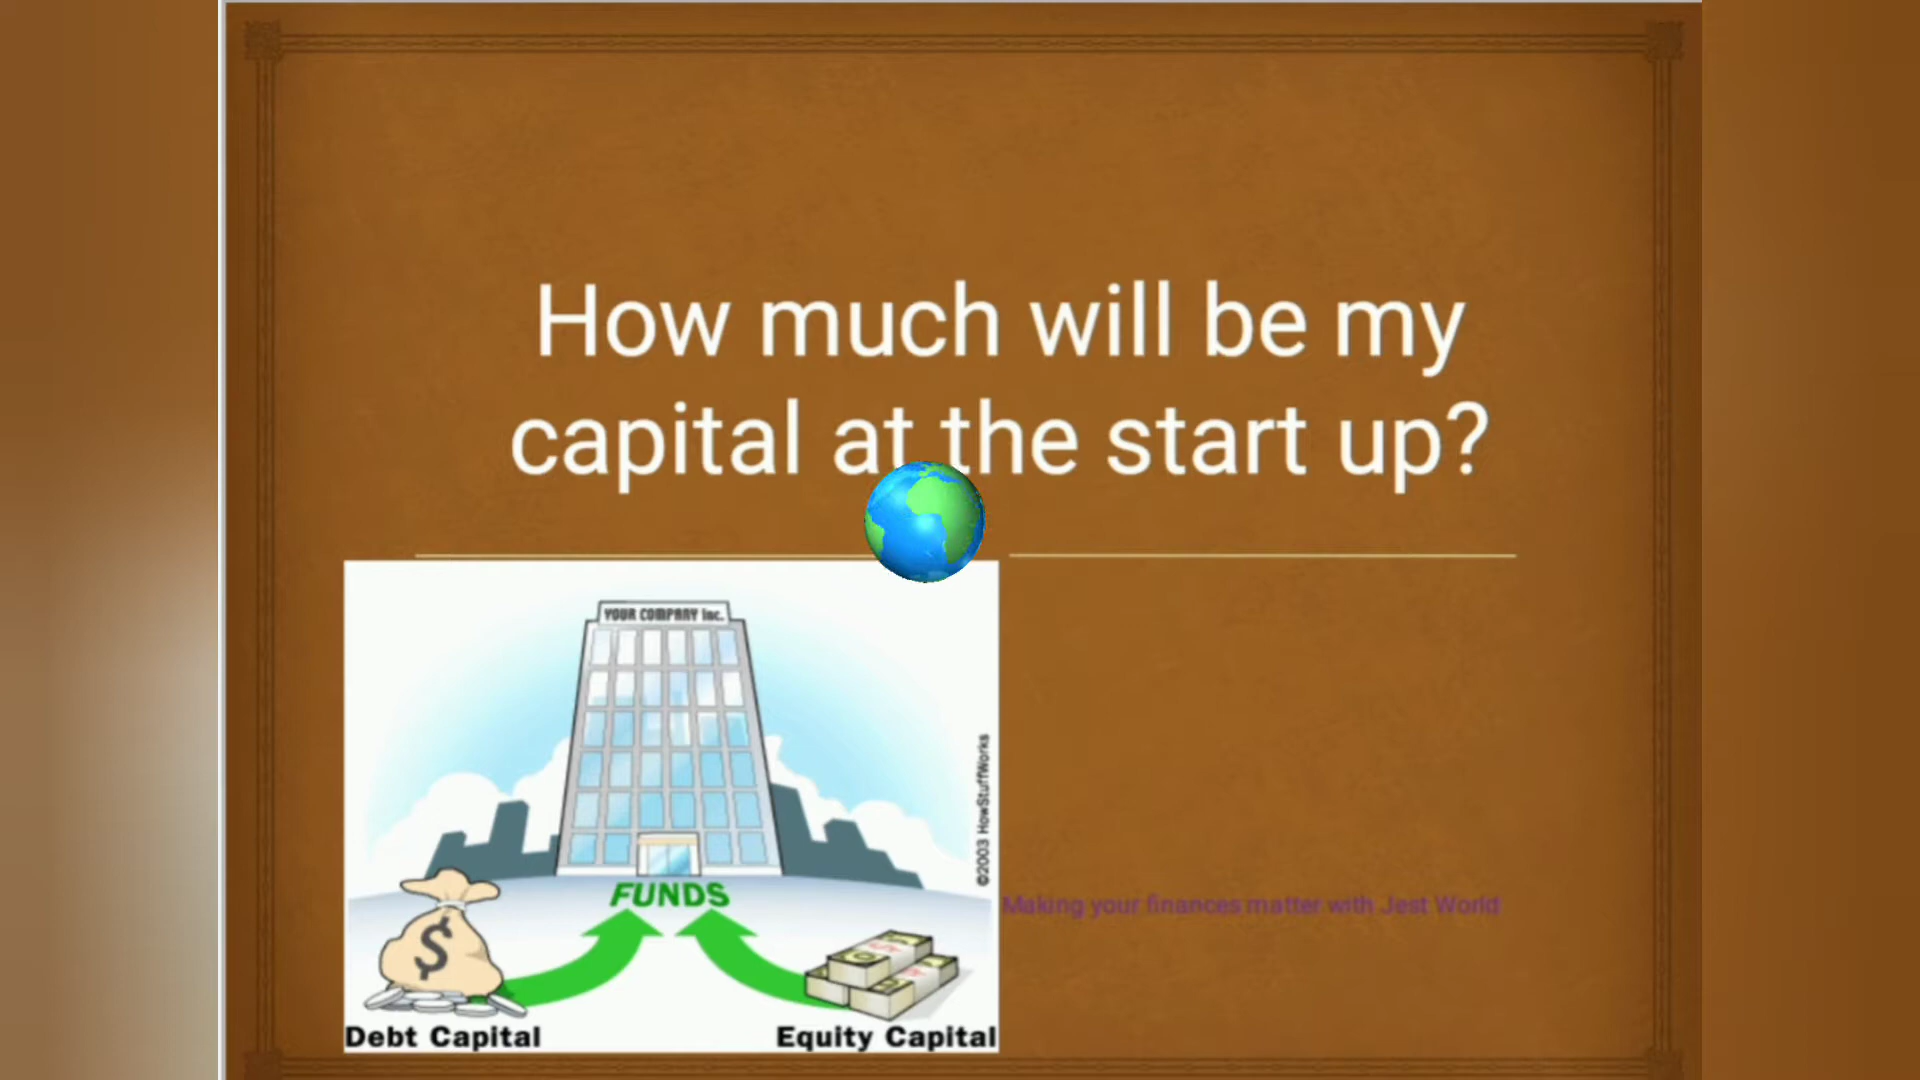 How much will be my
capital at the start up?
YOUR COMPANY Inc.
©2003 HowStuffWorks
FUNDS
$
Making your finances matter with Jest World
Debt Capital
Equity Capital